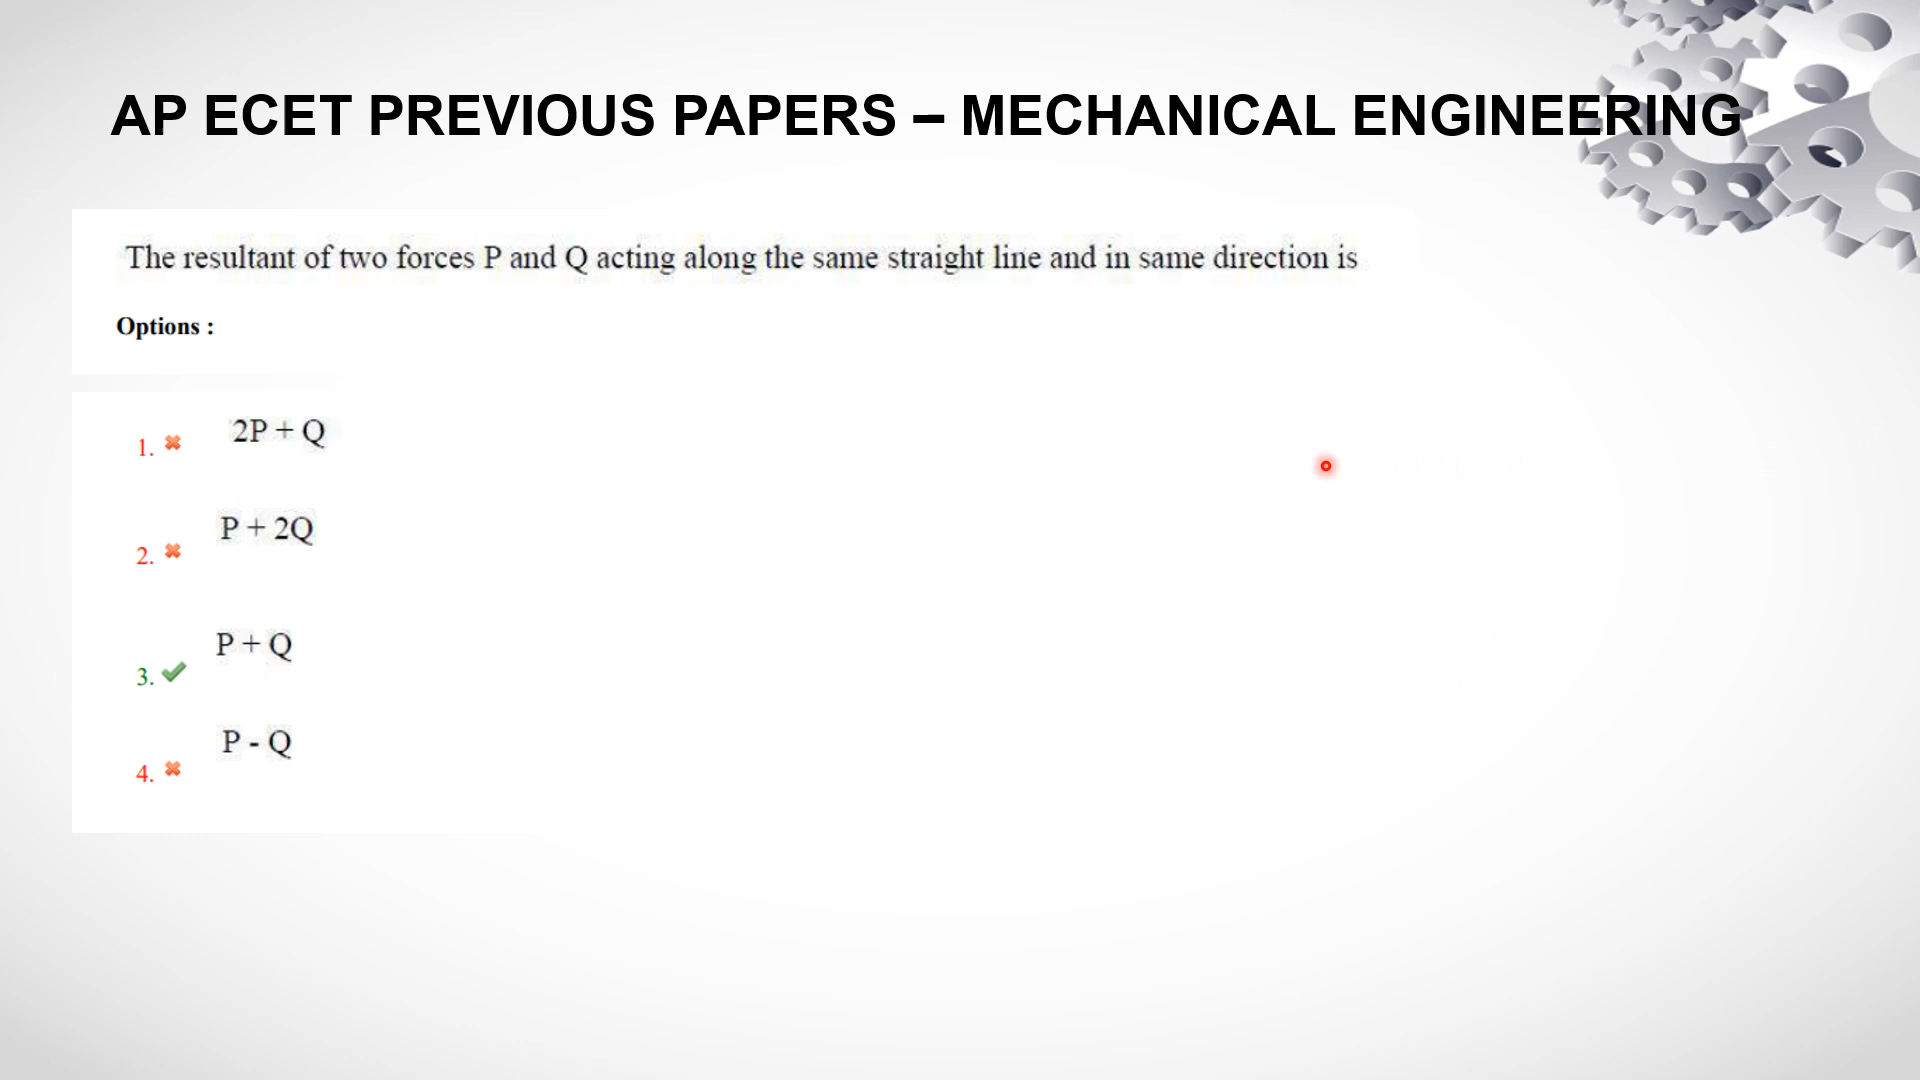 AP ECET PREVIOUS PAPERS – MECHANICAL ENGINEERING
The resultant of two forces P and Q acting along the same straight line and in same direction is
Options :
1. 2P + Q
2. P + 2Q
3. P + Q
4. P - Q